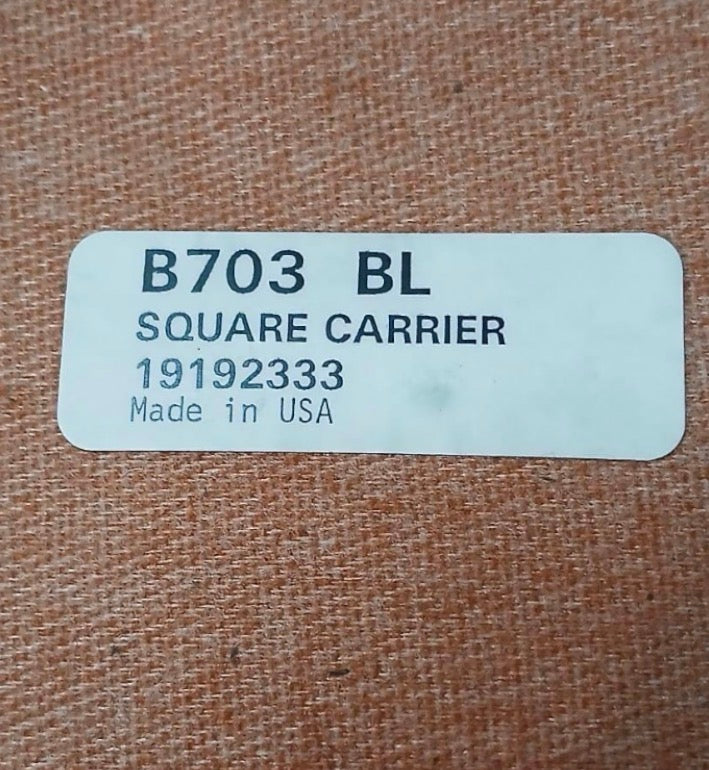 B703 BL
SQUARE CARRIER
19192333
Made in USA